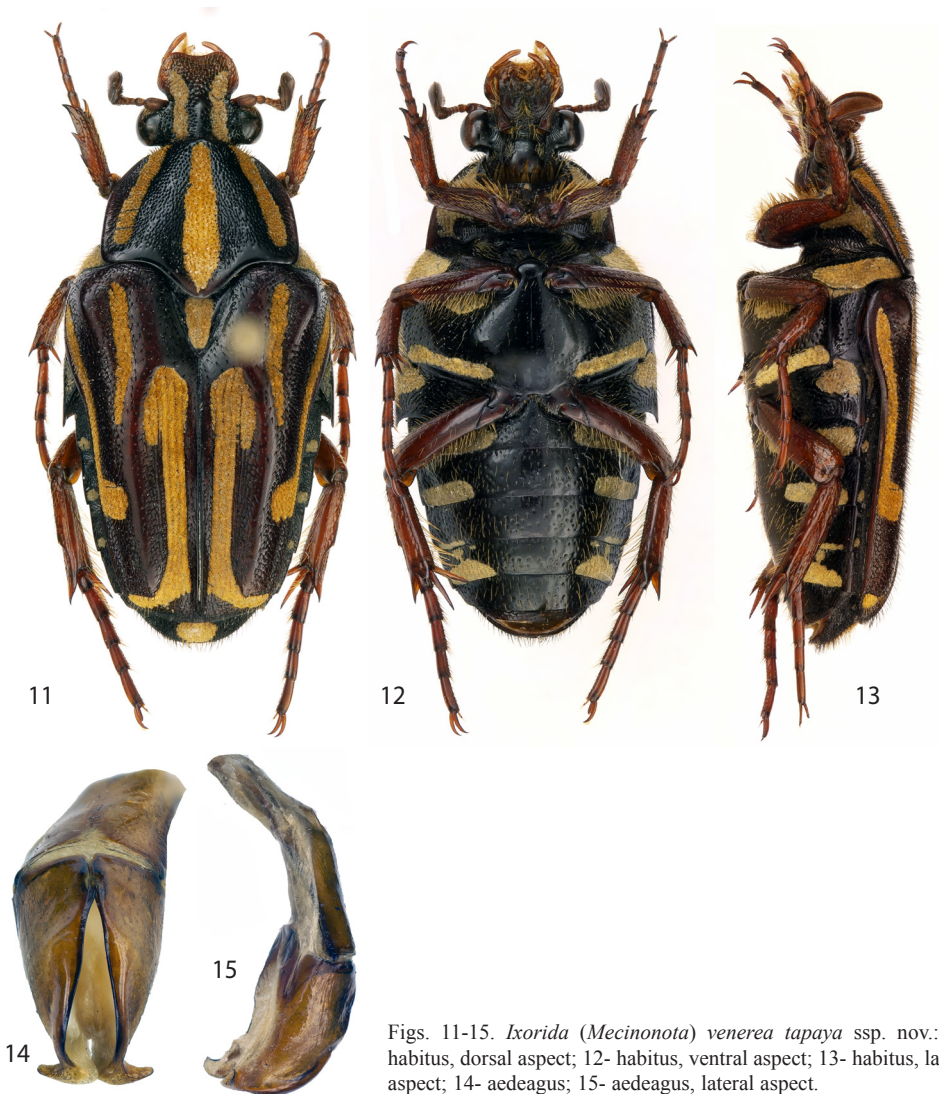 11
12
13
14
15
Figs. 11-15. Ixorida (Mecinonota) venerea tapaya ssp. nov.:
habitus, dorsal aspect; 12- habitus, ventral aspect; 13- habitus, la
aspect; 14- aedeagus; 15- aedeagus, lateral aspect.